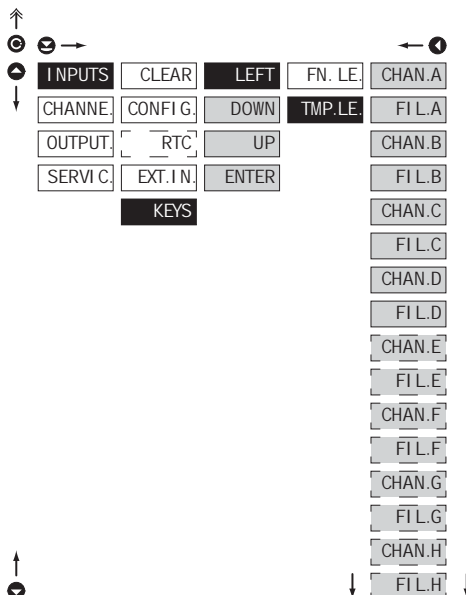 INPUTS CLEAR LEFT FN. LE. CHAN.A
CHANNE. CONFIG. DOWN TMP.LE. FIL.A
OUTPUT. RTC UP CHAN.B
SERVIC. EXT.IN. ENTER FIL.B
KEYS CHAN.C
FIL.C
CHAN.D
FIL.D
CHAN.E
FIL.E
CHAN.F
FIL.F
CHAN.G
FIL.G
CHAN.H
FIL.H